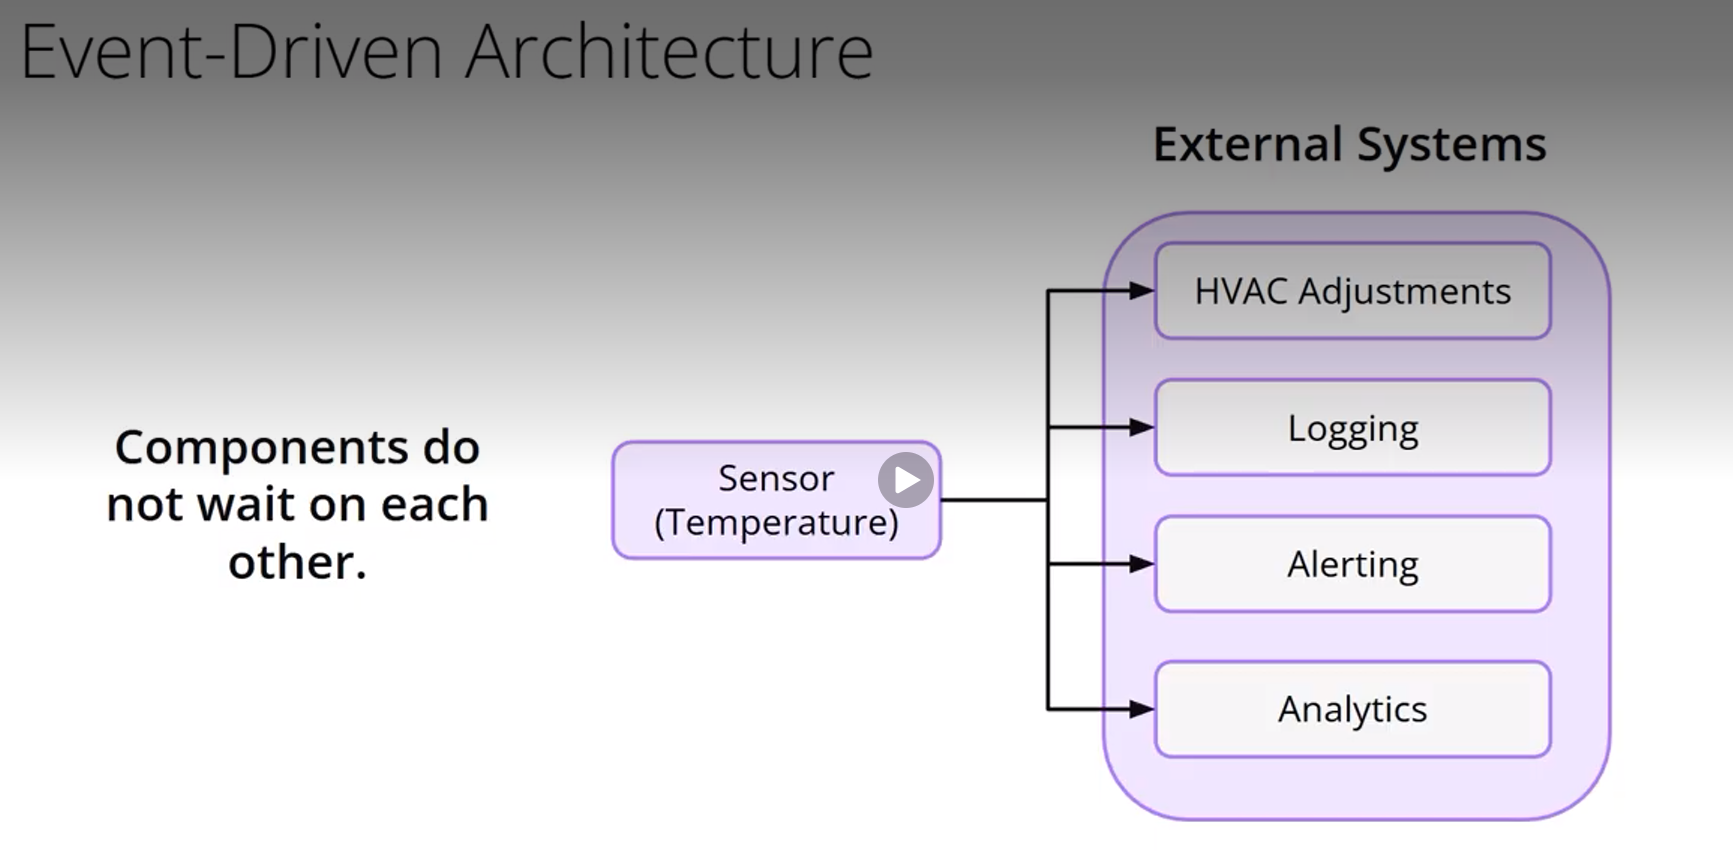 Event-Driven Architecture
External Systems
HVAC Adjustments
Logging
Components do
not wait on each
other.
Sensor
(Temperature)
Alerting
Analytics